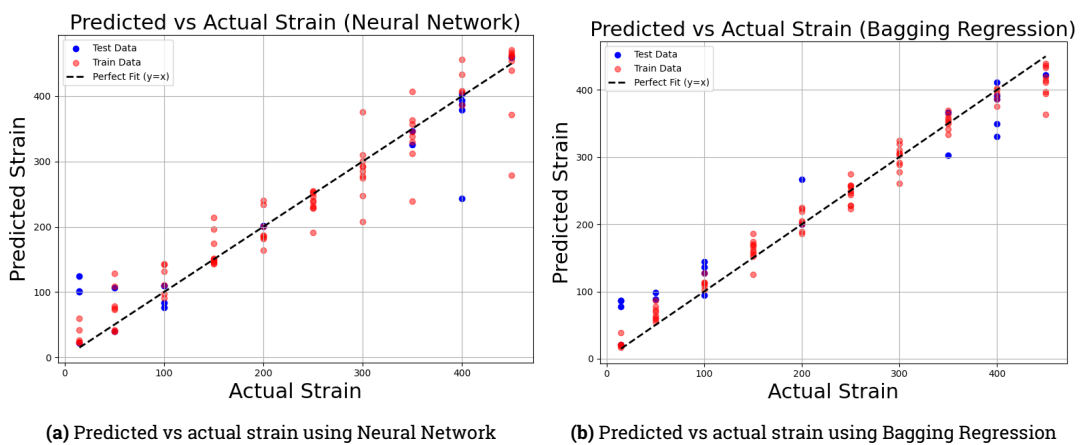 Predicted vs Actual Strain (Neural Network)
Test Data
Train Data
Perfect Fit (y=x)
Predicted Strain
400
300
200
100
0
0 100 200 300 400
Actual Strain
(a) Predicted vs actual strain using Neural Network
Predicted vs Actual Strain (Bagging Regression)
Test Data
Train Data
Perfect Fit (y=x)
Predicted Strain
400
300
200
100
0
0 100 200 300 400
Actual Strain
(b) Predicted vs actual strain using Bagging Regression